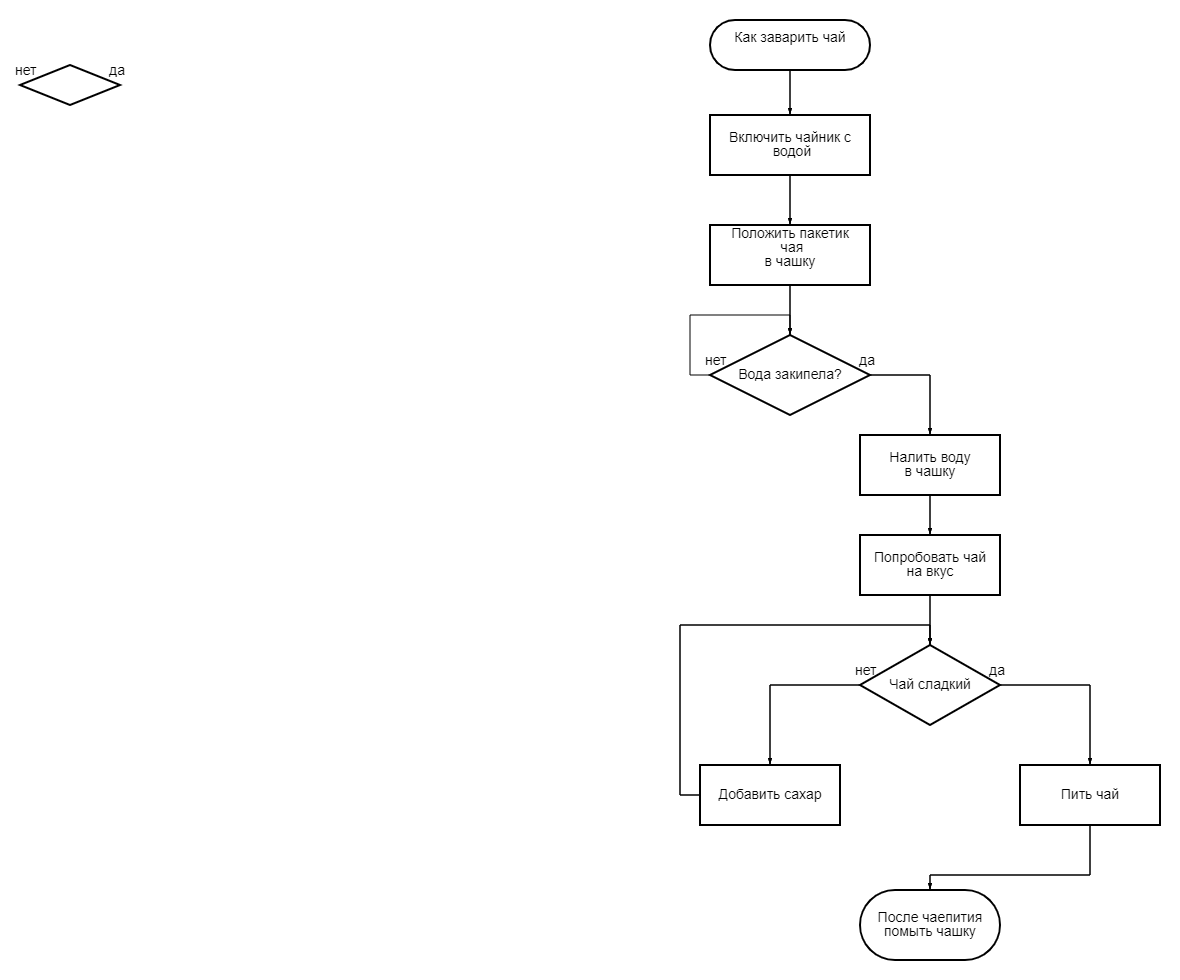 Как заварить чай
нет
да
Включить чайник с
водой
Положить пакетик
чая
в чашку
нет
да
Вода закипела?
Налить воду
в чашку
Попробовать чай
на вкус
нет
да
Чай сладкий
Добавить сахар
Пить чай
После чаепития
помыть чашку